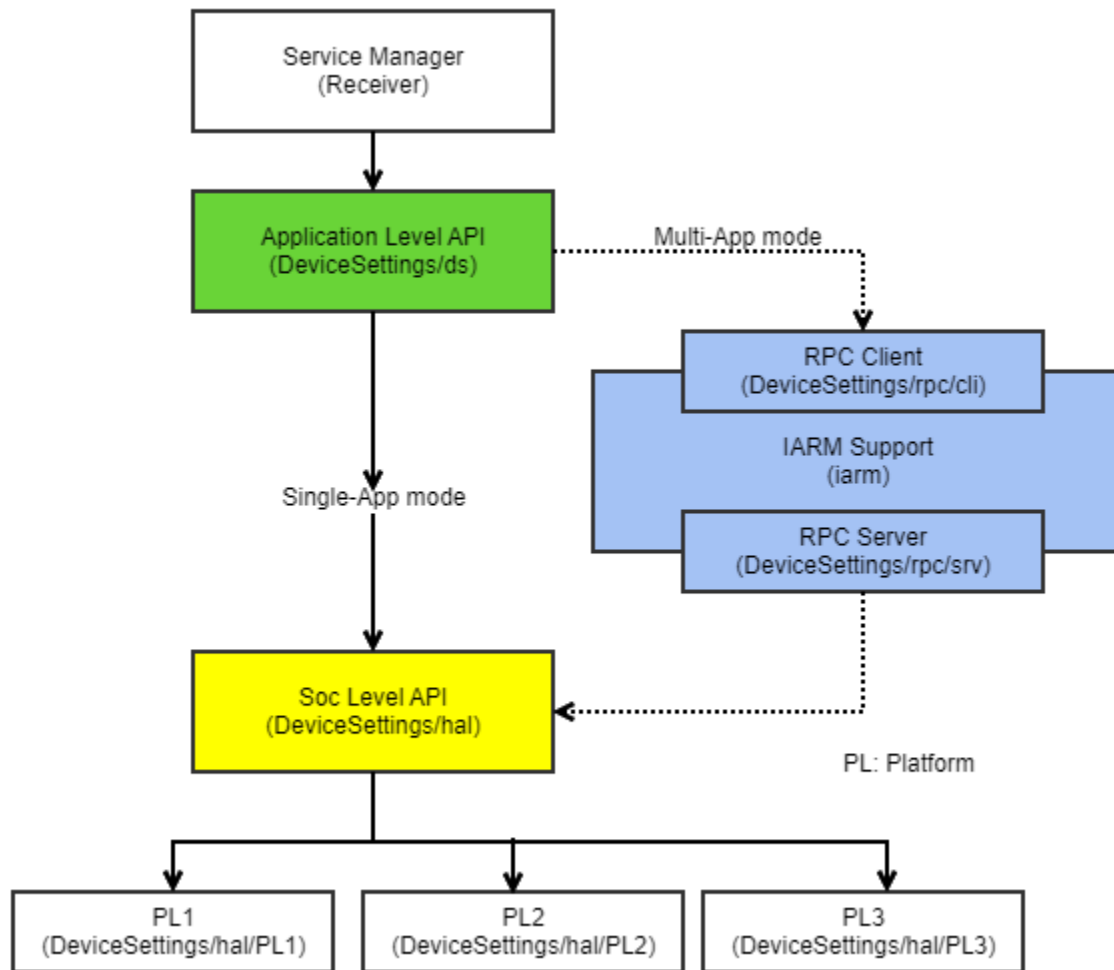 Service Manager
(Receiver)
Application Level API
(DeviceSettings/ds)
Multi-App mode
RPC Client
(DeviceSettings/rpc/cli)
IARM Support
(iarm)
Single-App mode
RPC Server
(DeviceSettings/rpc/srv)
Soc Level API
(DeviceSettings/hal)
PL: Platform
PL1
(DeviceSettings/hal/PL1)
PL2
(DeviceSettings/hal/PL2)
PL3
(DeviceSettings/hal/PL3)